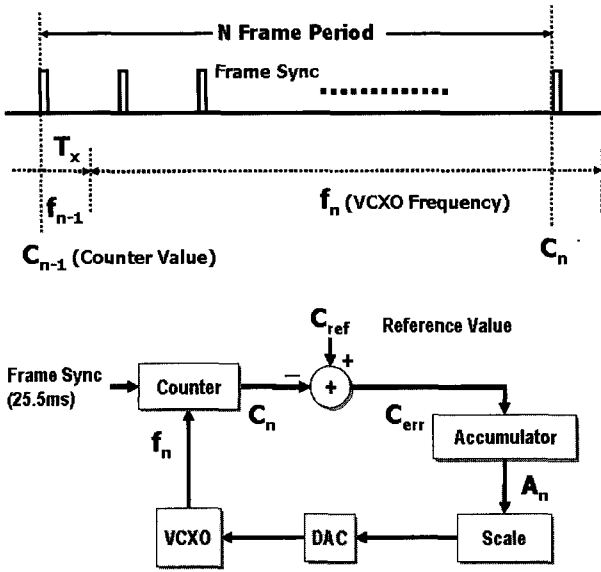 N Frame Period
Frame Sync
Tx
fn-1
fn (VCXO Frequency)
Cn-1 (Counter Value)
Cn
Cref
Reference Value
+
−
+
Frame Sync
(25.5ms)
Counter
Cn
Cerr
Accumulator
fn
An
VCXO
DAC
Scale